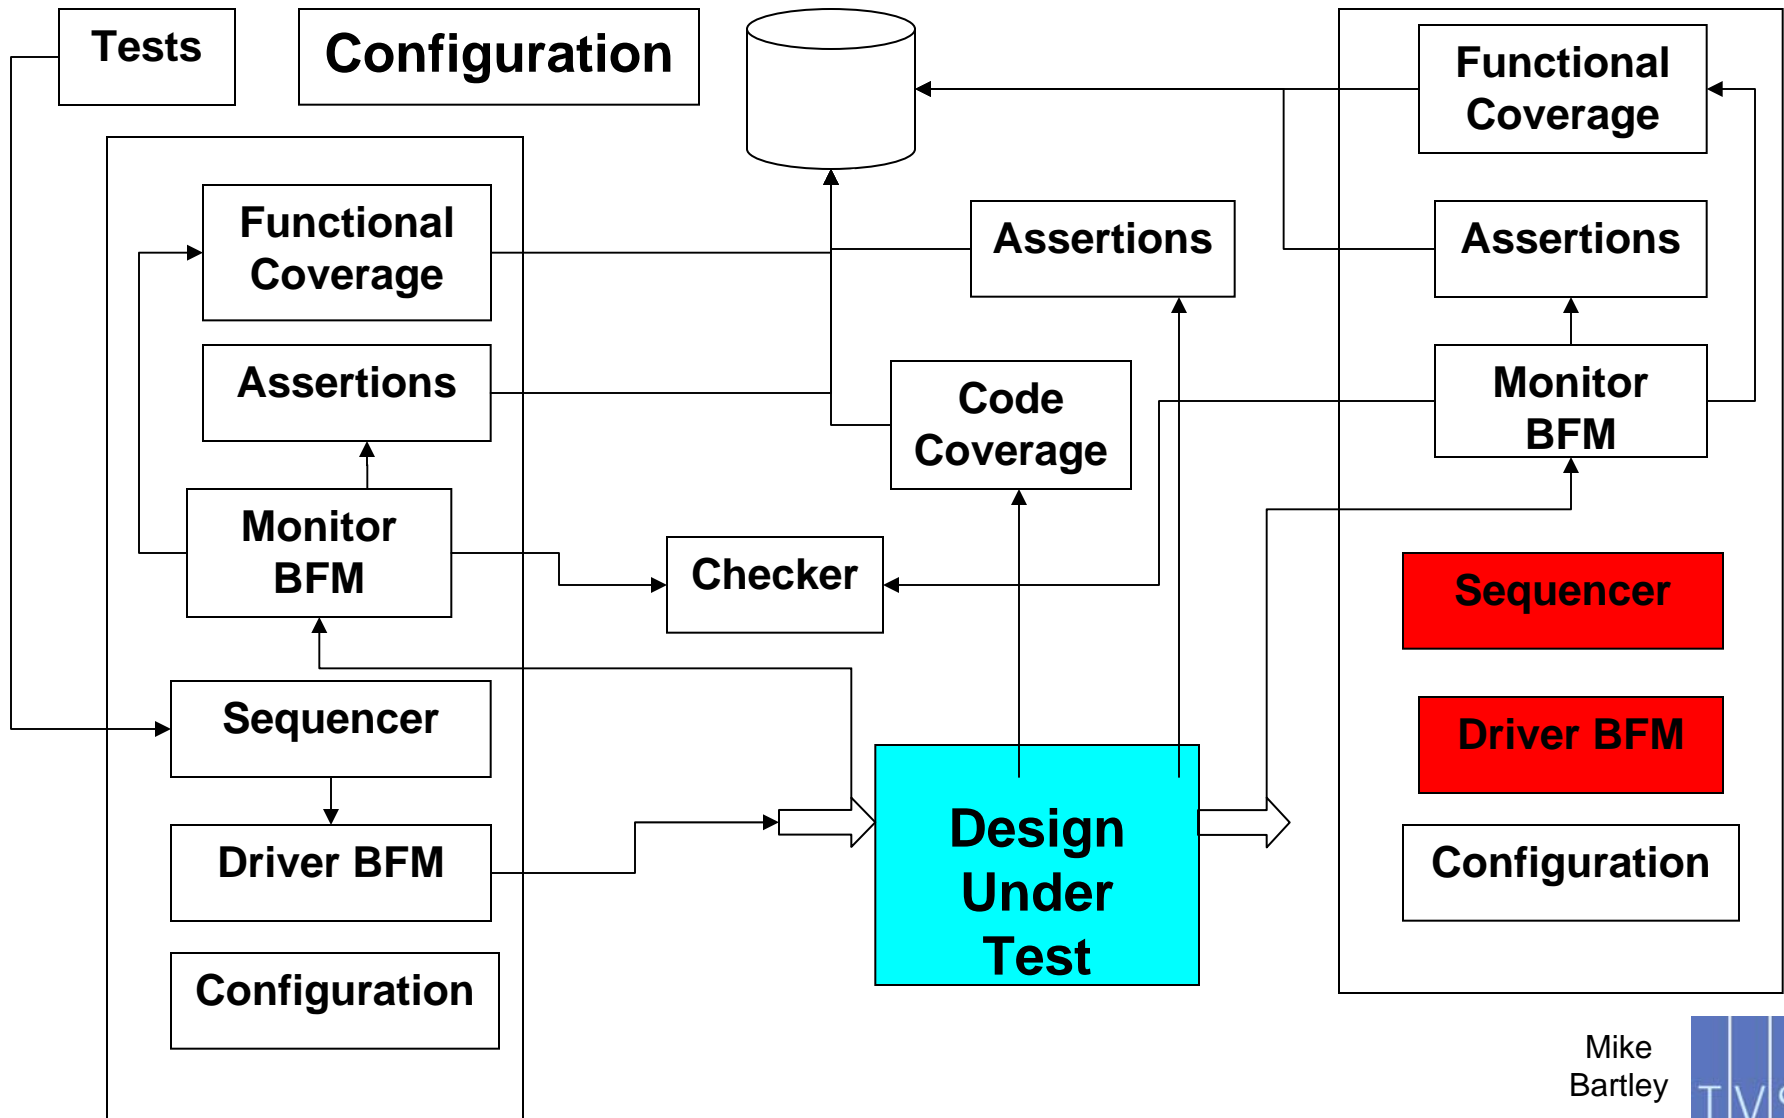 Tests
Configuration
Functional
Coverage
Functional
Coverage
Assertions
Assertions
Assertions
Code
Coverage
Monitor
BFM
Monitor
BFM
Checker
Sequencer
Sequencer
Driver BFM
Driver BFM
Design
Under
Test
Configuration
Configuration
Mike
Bartley
TVS